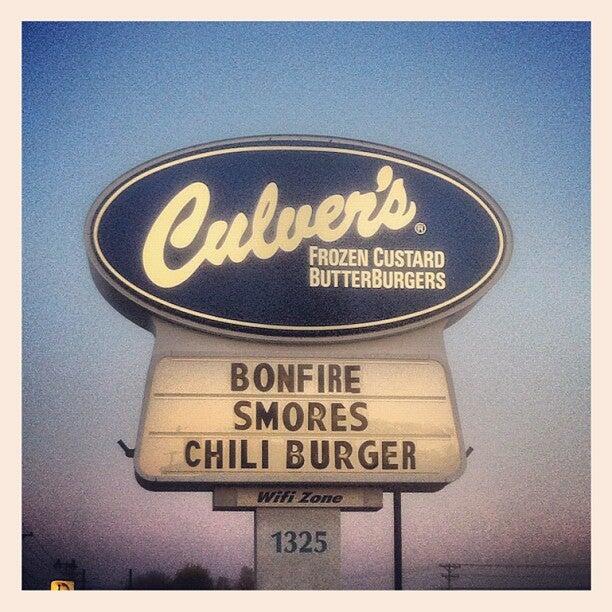 Culver's®
FROZEN CUSTARD
BUTTERBURGERS
BONFIRE
SMORES
CHILI BURGER
Wifi Zone
1325